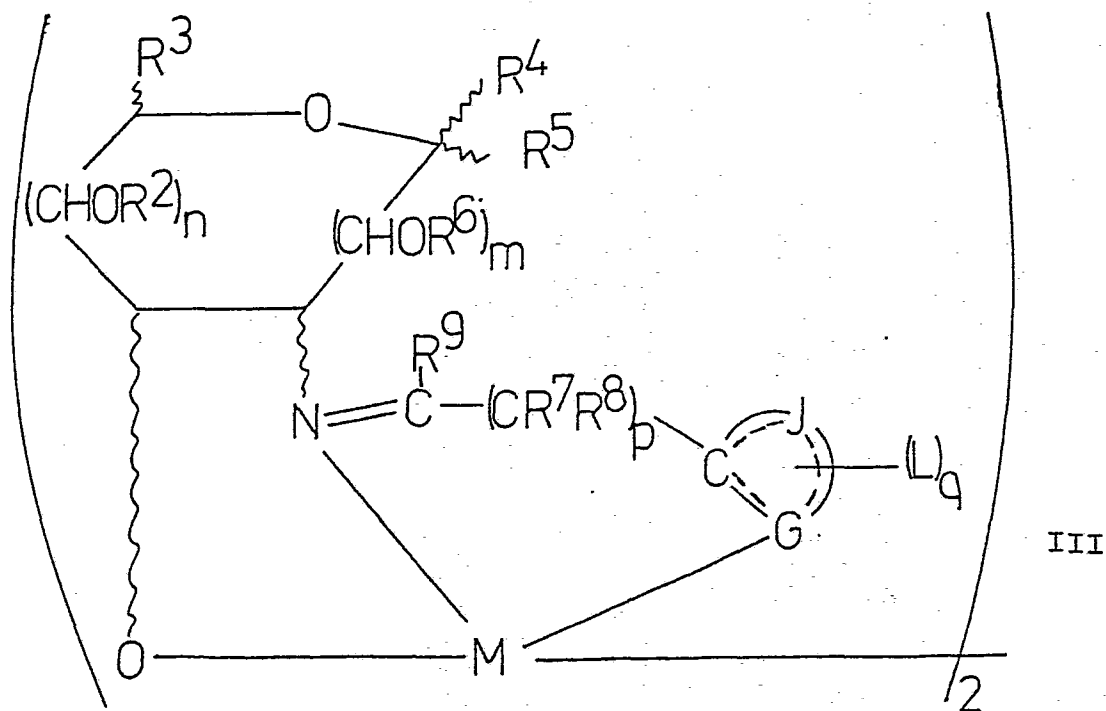 R³
R⁴
O
R⁵
(CHOR²)n
(CHOR⁶)m
R⁹
N=C—(CR⁷R⁸)p
J
C
(L)q
G
III
O
M
2